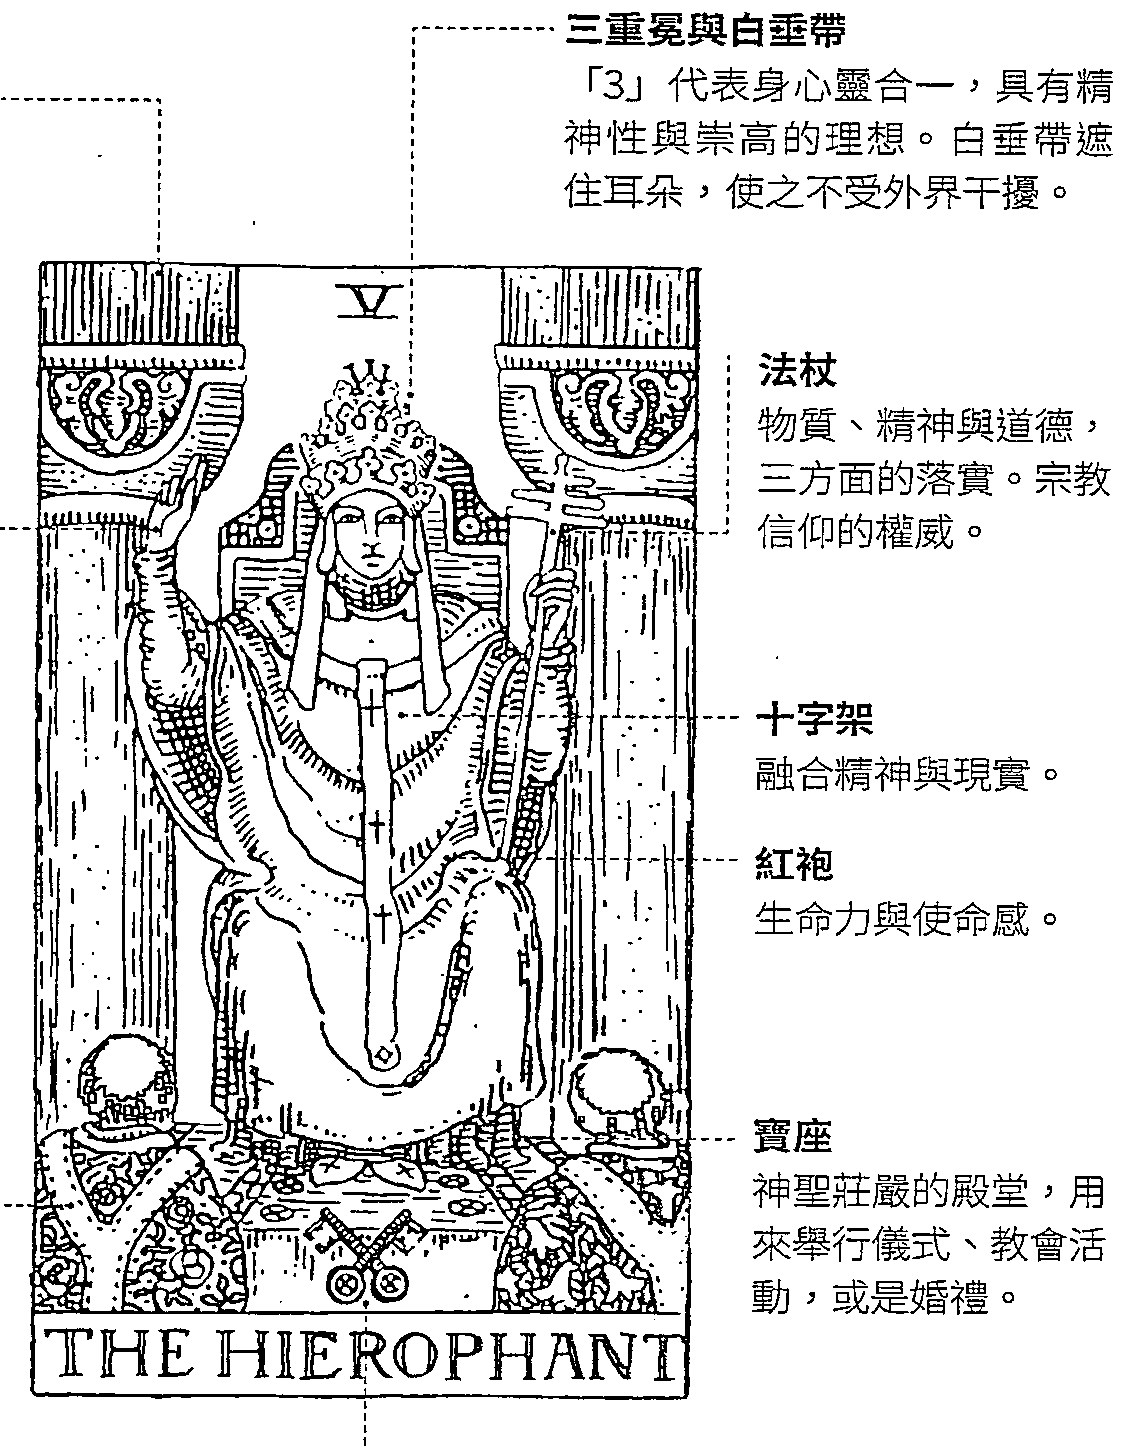 三重冕與白垂帶
「3」代表身心靈合一，具有精
神性與崇高的理想。白垂帶遮
住耳朵，使之不受外界干擾。
V
法杖
物質、精神與道德，
三方面的落實。宗教
信仰的權威。
十字架
融合精神與現實。
紅袍
生命力與使命感。
寶座
神聖莊嚴的殿堂，用
來舉行儀式、教會活
動，或是婚禮。
THE HIEROPHANT